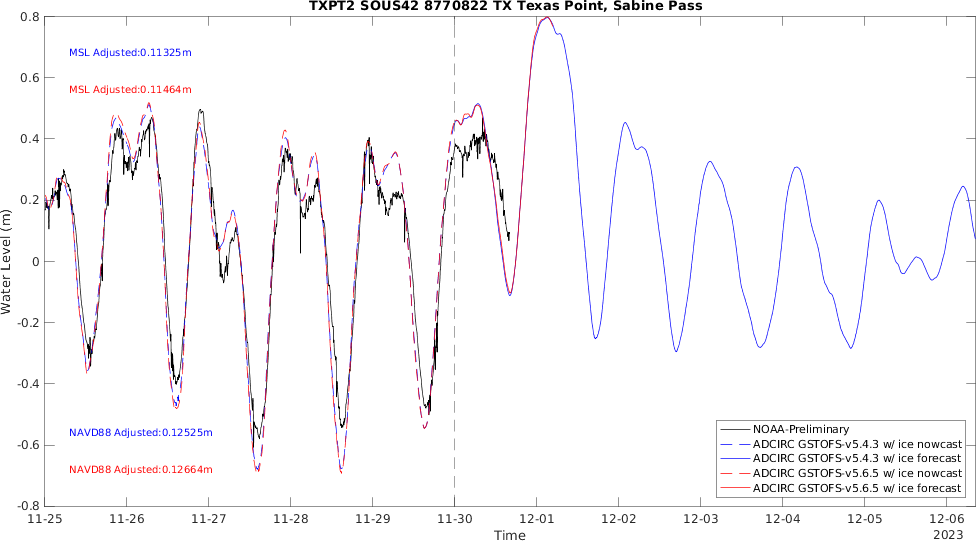 TXPT2 SOUS42 8770822 TX Texas Point, Sabine Pass
0.8
0.6
0.4
0.2
0
-0.2
-0.4
-0.6
-0.8
Water Level (m)
MSL Adjusted:0.11325m
MSL Adjusted:0.11464m
NAVD88 Adjusted:0.12525m
NAVD88 Adjusted:0.12664m
NOAA-Preliminary
ADCIRC GSTOFS-v5.4.3 w/ ice nowcast
ADCIRC GSTOFS-v5.4.3 w/ ice forecast
ADCIRC GSTOFS-v5.6.5 w/ ice nowcast
ADCIRC GSTOFS-v5.6.5 w/ ice forecast
11-25 11-26 11-27 11-28 11-29 11-30 12-01 12-02 12-03 12-04 12-05 12-06
Time
2023